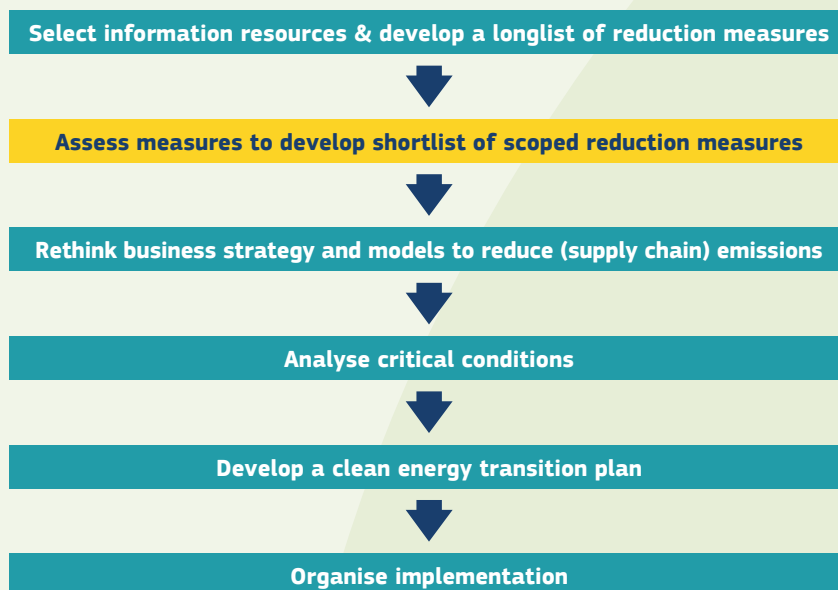 Select information resources & develop a longlist of reduction measures
Assess measures to develop shortlist of scoped reduction measures
Rethink business strategy and models to reduce (supply chain) emissions
Analyse critical conditions
Develop a clean energy transition plan
Organise implementation